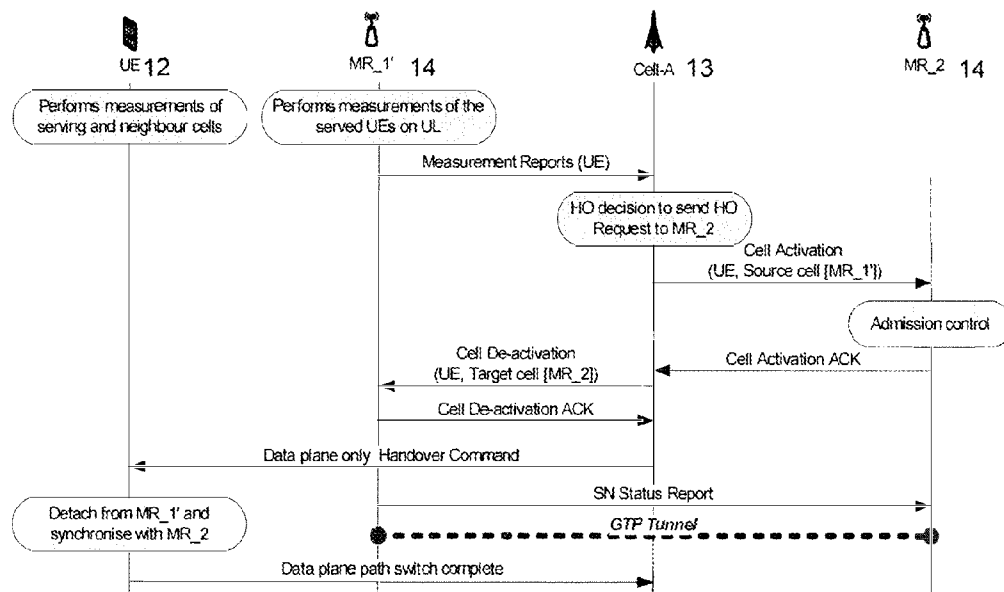 UE 12
MR_1' 14
Cell-A 13
MR_2 14
Performs measurements of
serving and neighbour cells
Performs measurements of the
served UEs on UL
Measurement Reports (UE)
HO decision to send HO
Request to MR_2
Cell Activation
(UE, Source cell [MR_1'])
Admission control
Cell Activation ACK
Cell De-activation
(UE, Target cell [MR_2])
Cell De-activation ACK
Data plane only Handover Command
SN Status Report
Detach from MR_1' and
synchronise with MR_2
GTP Tunnel
Data plane path switch complete